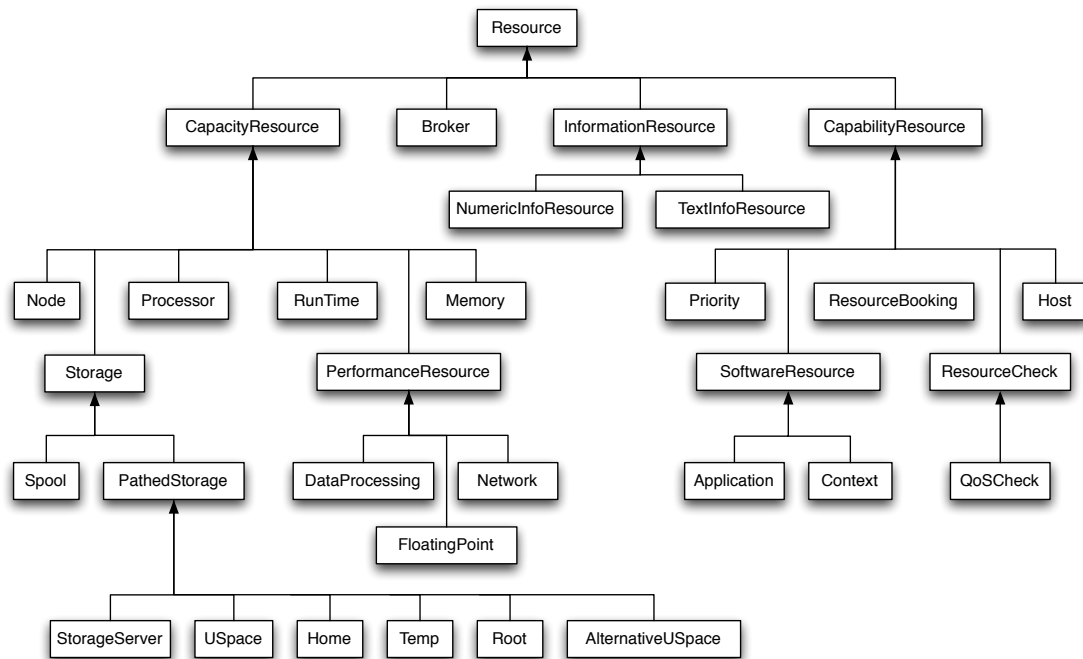 Resource
CapacityResource
Broker
InformationResource
CapabilityResource
NumericInfoResource
TextInfoResource
Node
Processor
RunTime
Memory
Priority
ResourceBooking
Host
Storage
PerformanceResource
SoftwareResource
ResourceCheck
Spool
PathedStorage
DataProcessing
Network
Application
Context
QoSCheck
FloatingPoint
StorageServer
USpace
Home
Temp
Root
AlternativeUSpace